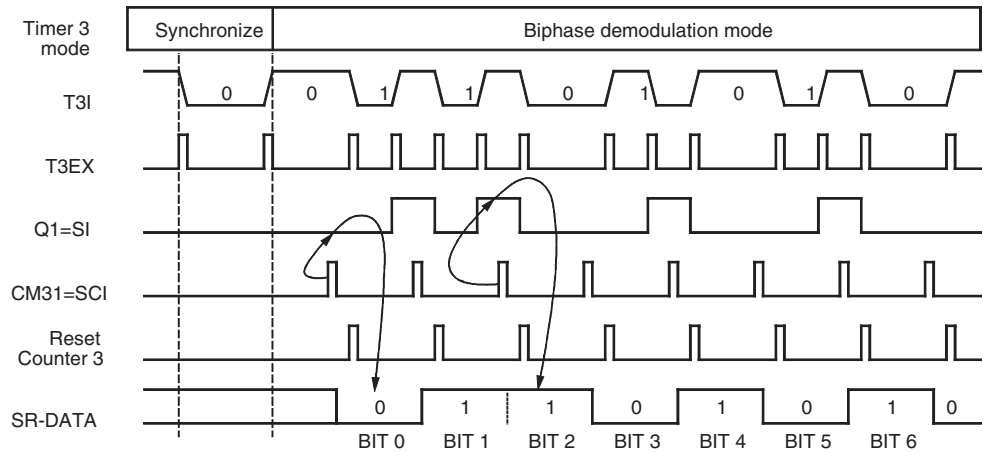 Timer 3 mode Synchronize Biphase demodulation mode
T3I 0 0 1 1 0 1 0 1 0
T3EX
Q1=SI
CM31=SCI
Reset
Counter 3
SR-DATA 0 1 1 0 1 0 1 0
BIT 0 BIT 1 BIT 2 BIT 3 BIT 4 BIT 5 BIT 6